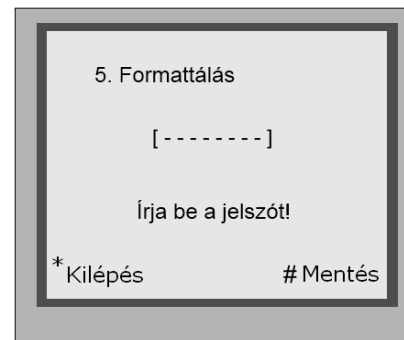 5. Formattálás
[--------]
Írja be a jelszót!
*Kilépés #Mentés